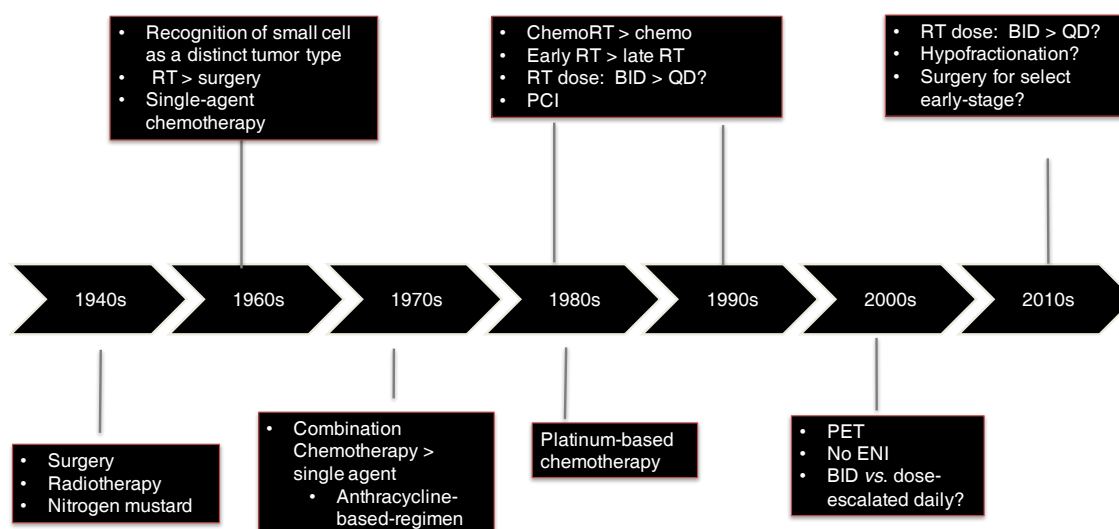 • Recognition of small cell
as a distinct tumor type
• RT > surgery
• Single-agent
chemotherapy
• ChemoRT > chemo
• Early RT > late RT
• RT dose: BID > QD?
• PCI
• RT dose: BID > QD?
• Hypofractionation?
• Surgery for select
early-stage?
1940s
1960s
1970s
1980s
1990s
2000s
2010s
• Surgery
• Radiotherapy
• Nitrogen mustard
• Combination
Chemotherapy >
single agent
• Anthracycline-
based-regimen
Platinum-based
chemotherapy
• PET
• No ENI
• BID vs. dose-
escalated daily?